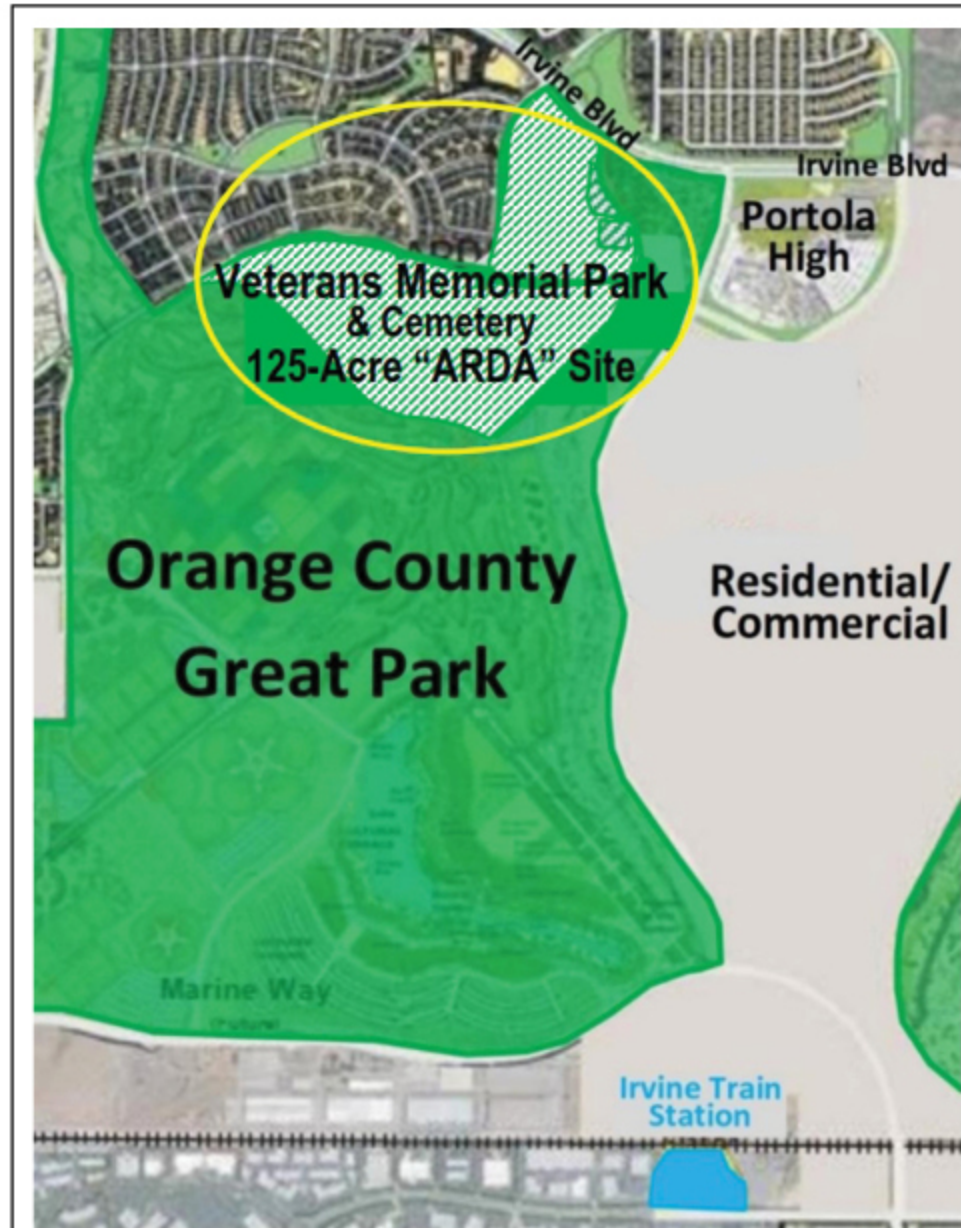 Irvine Blvd
Irvine Blvd
Portola
High
Veterans Memorial Park
& Cemetery
125-Acre “ARDA” Site
Orange County
Great Park
Residential/
Commercial
Marine Way
(Future)
Irvine Train
Station